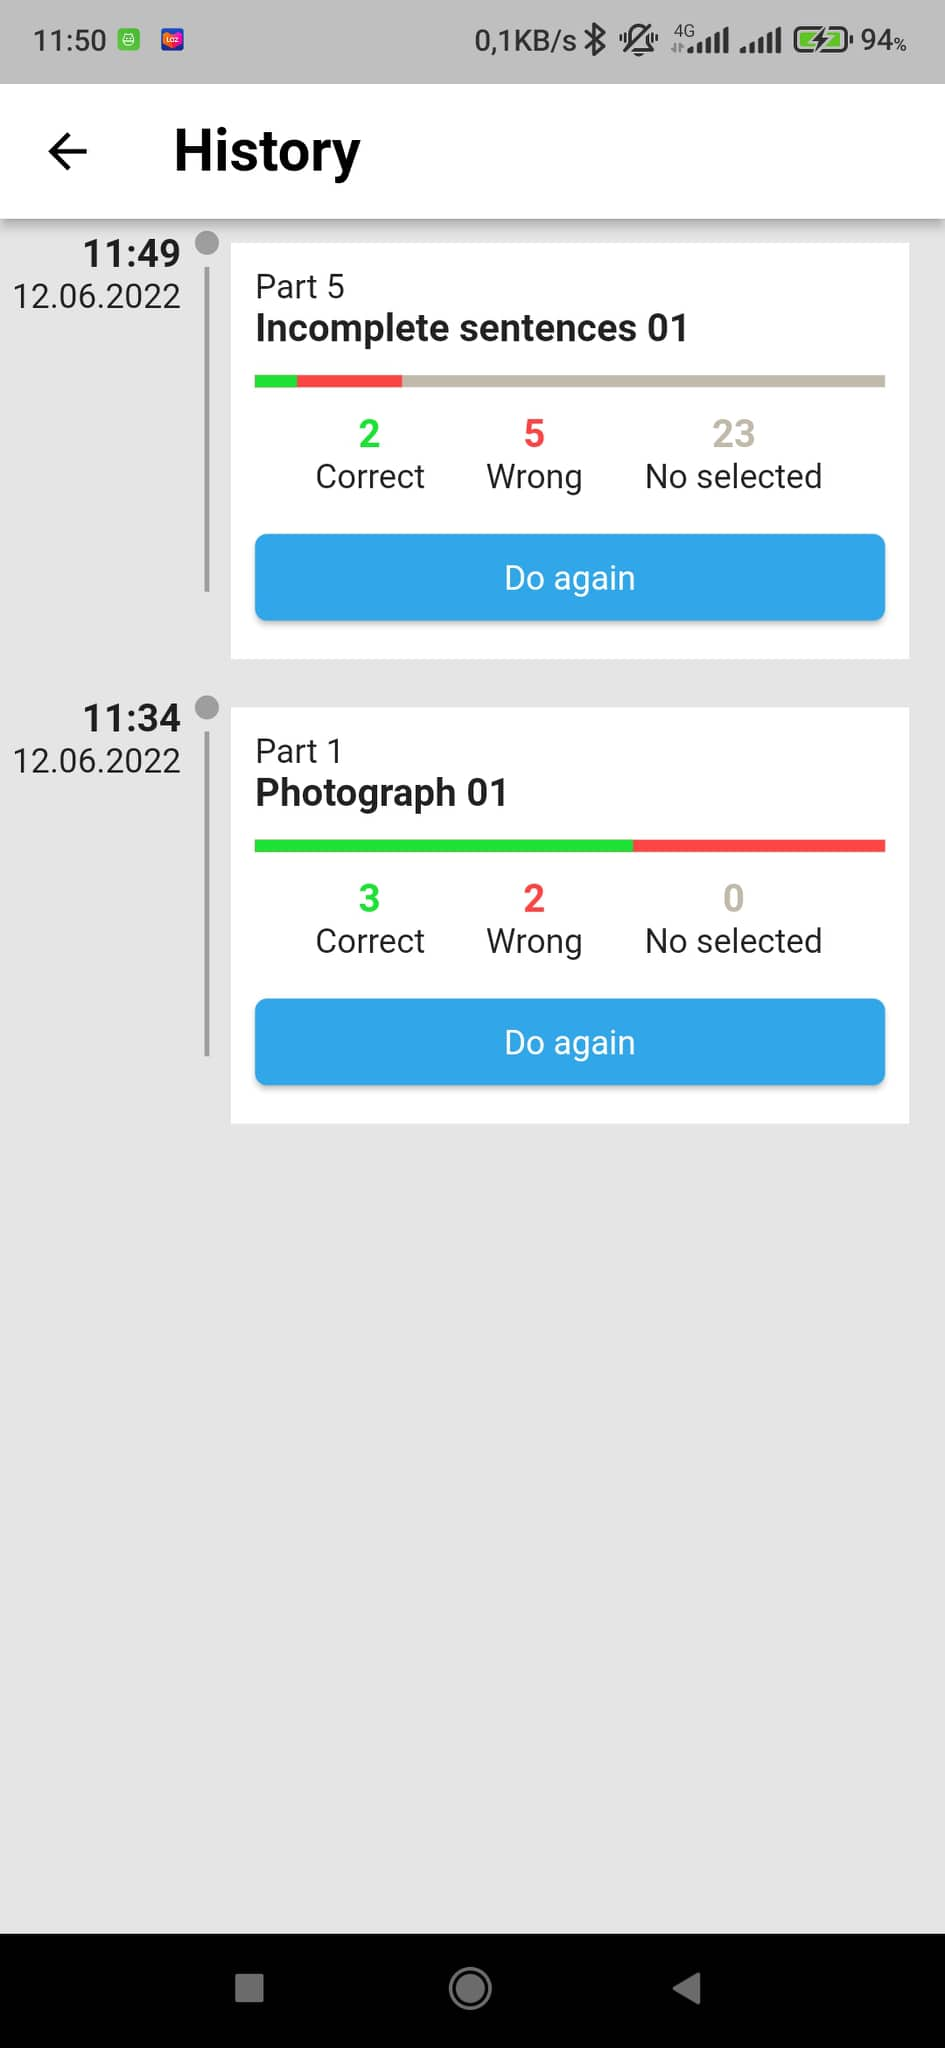 11:50 0,1KB/s 4G 94%
History
11:49
12.06.2022
Part 5
Incomplete sentences 01
2 5 23
Correct Wrong No selected
Do again
11:34
12.06.2022
Part 1
Photograph 01
3 2 0
Correct Wrong No selected
Do again